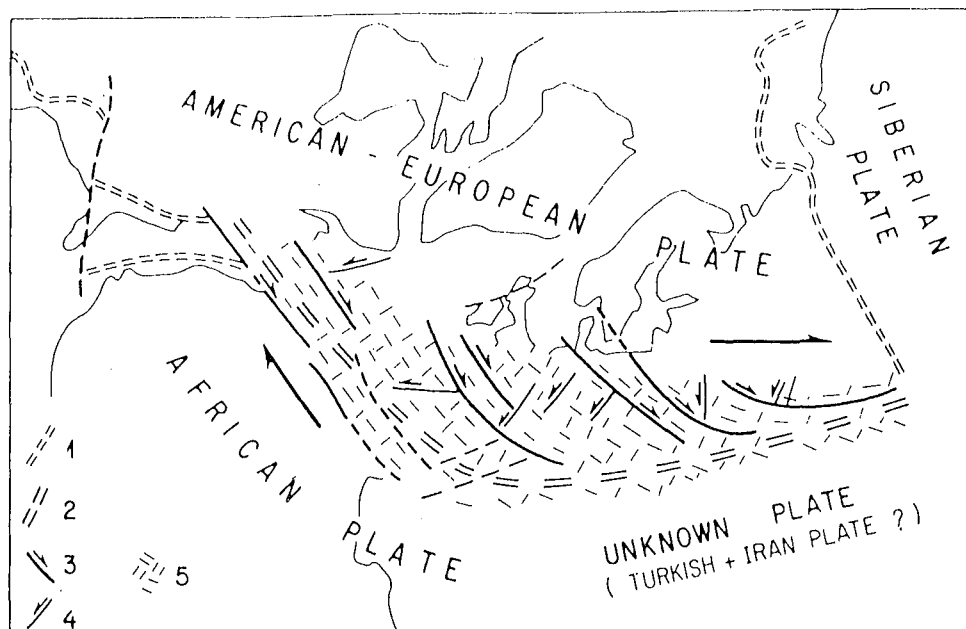 AMERICAN - EUROPEAN
PLATE
SIBERIAN
PLATE
AFRICAN
PLATE
UNKNOWN PLATE
( TURKISH + IRAN PLATE ? )
1
2
3
4
5